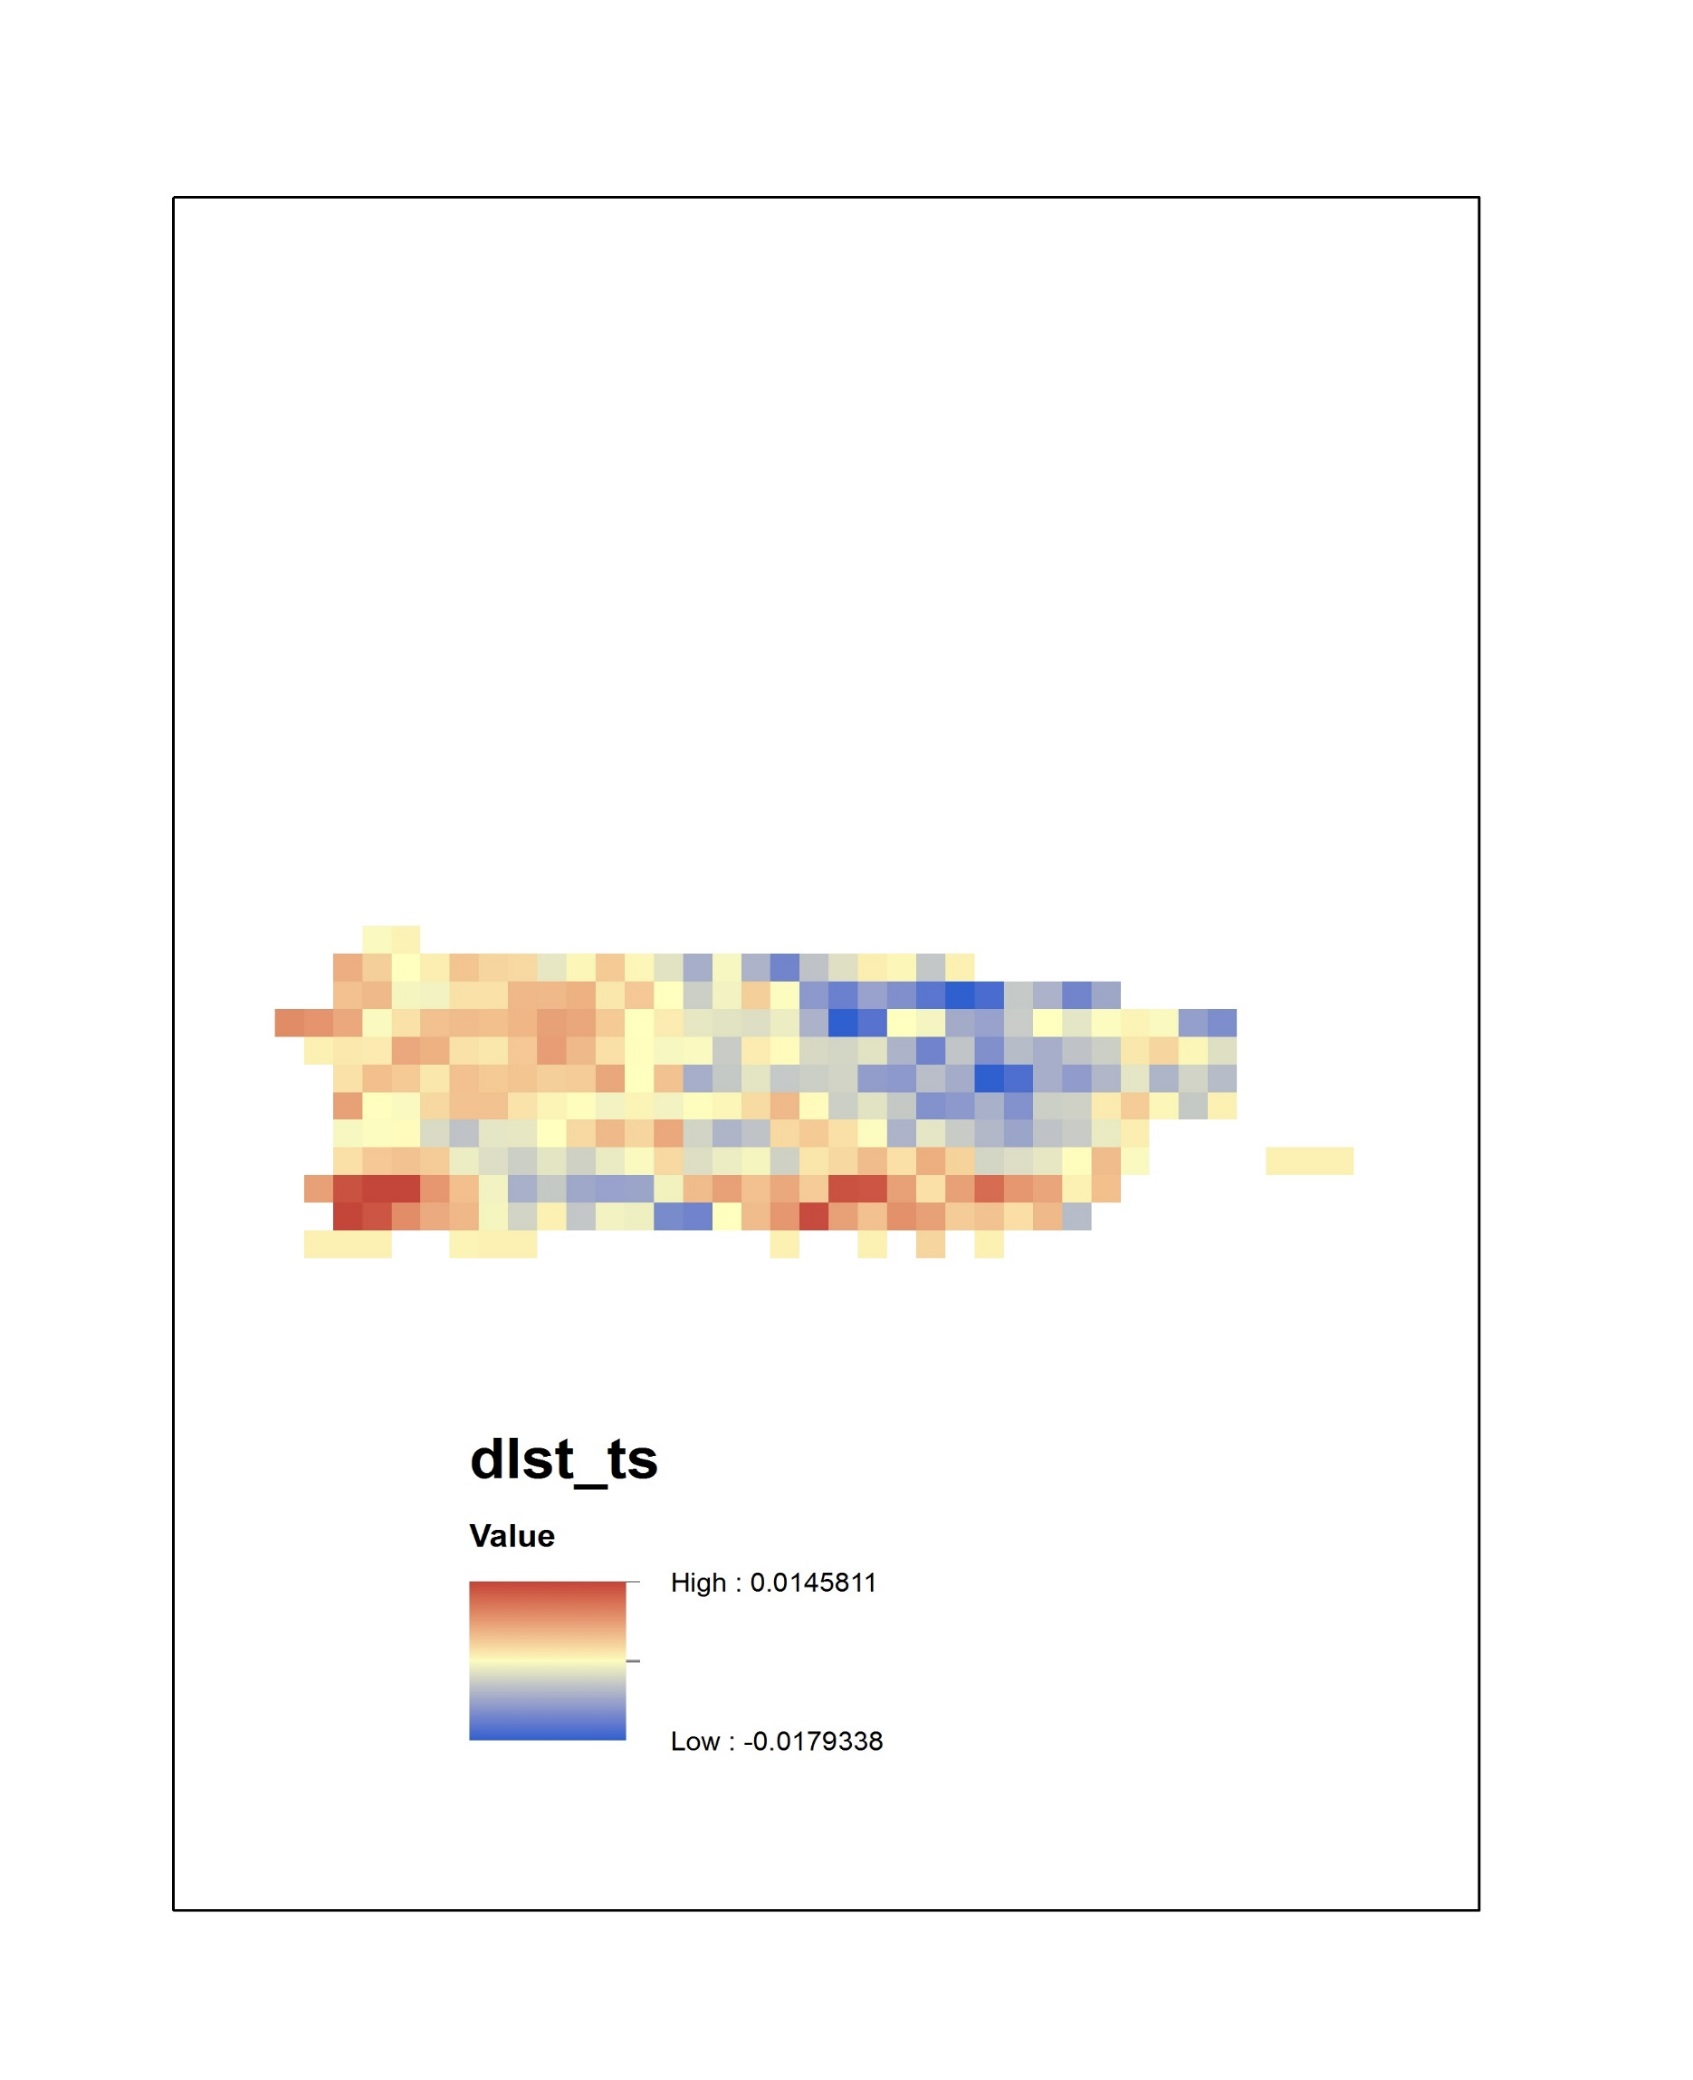 dlst_ts
Value
High : 0.0145811
Low : -0.0179338